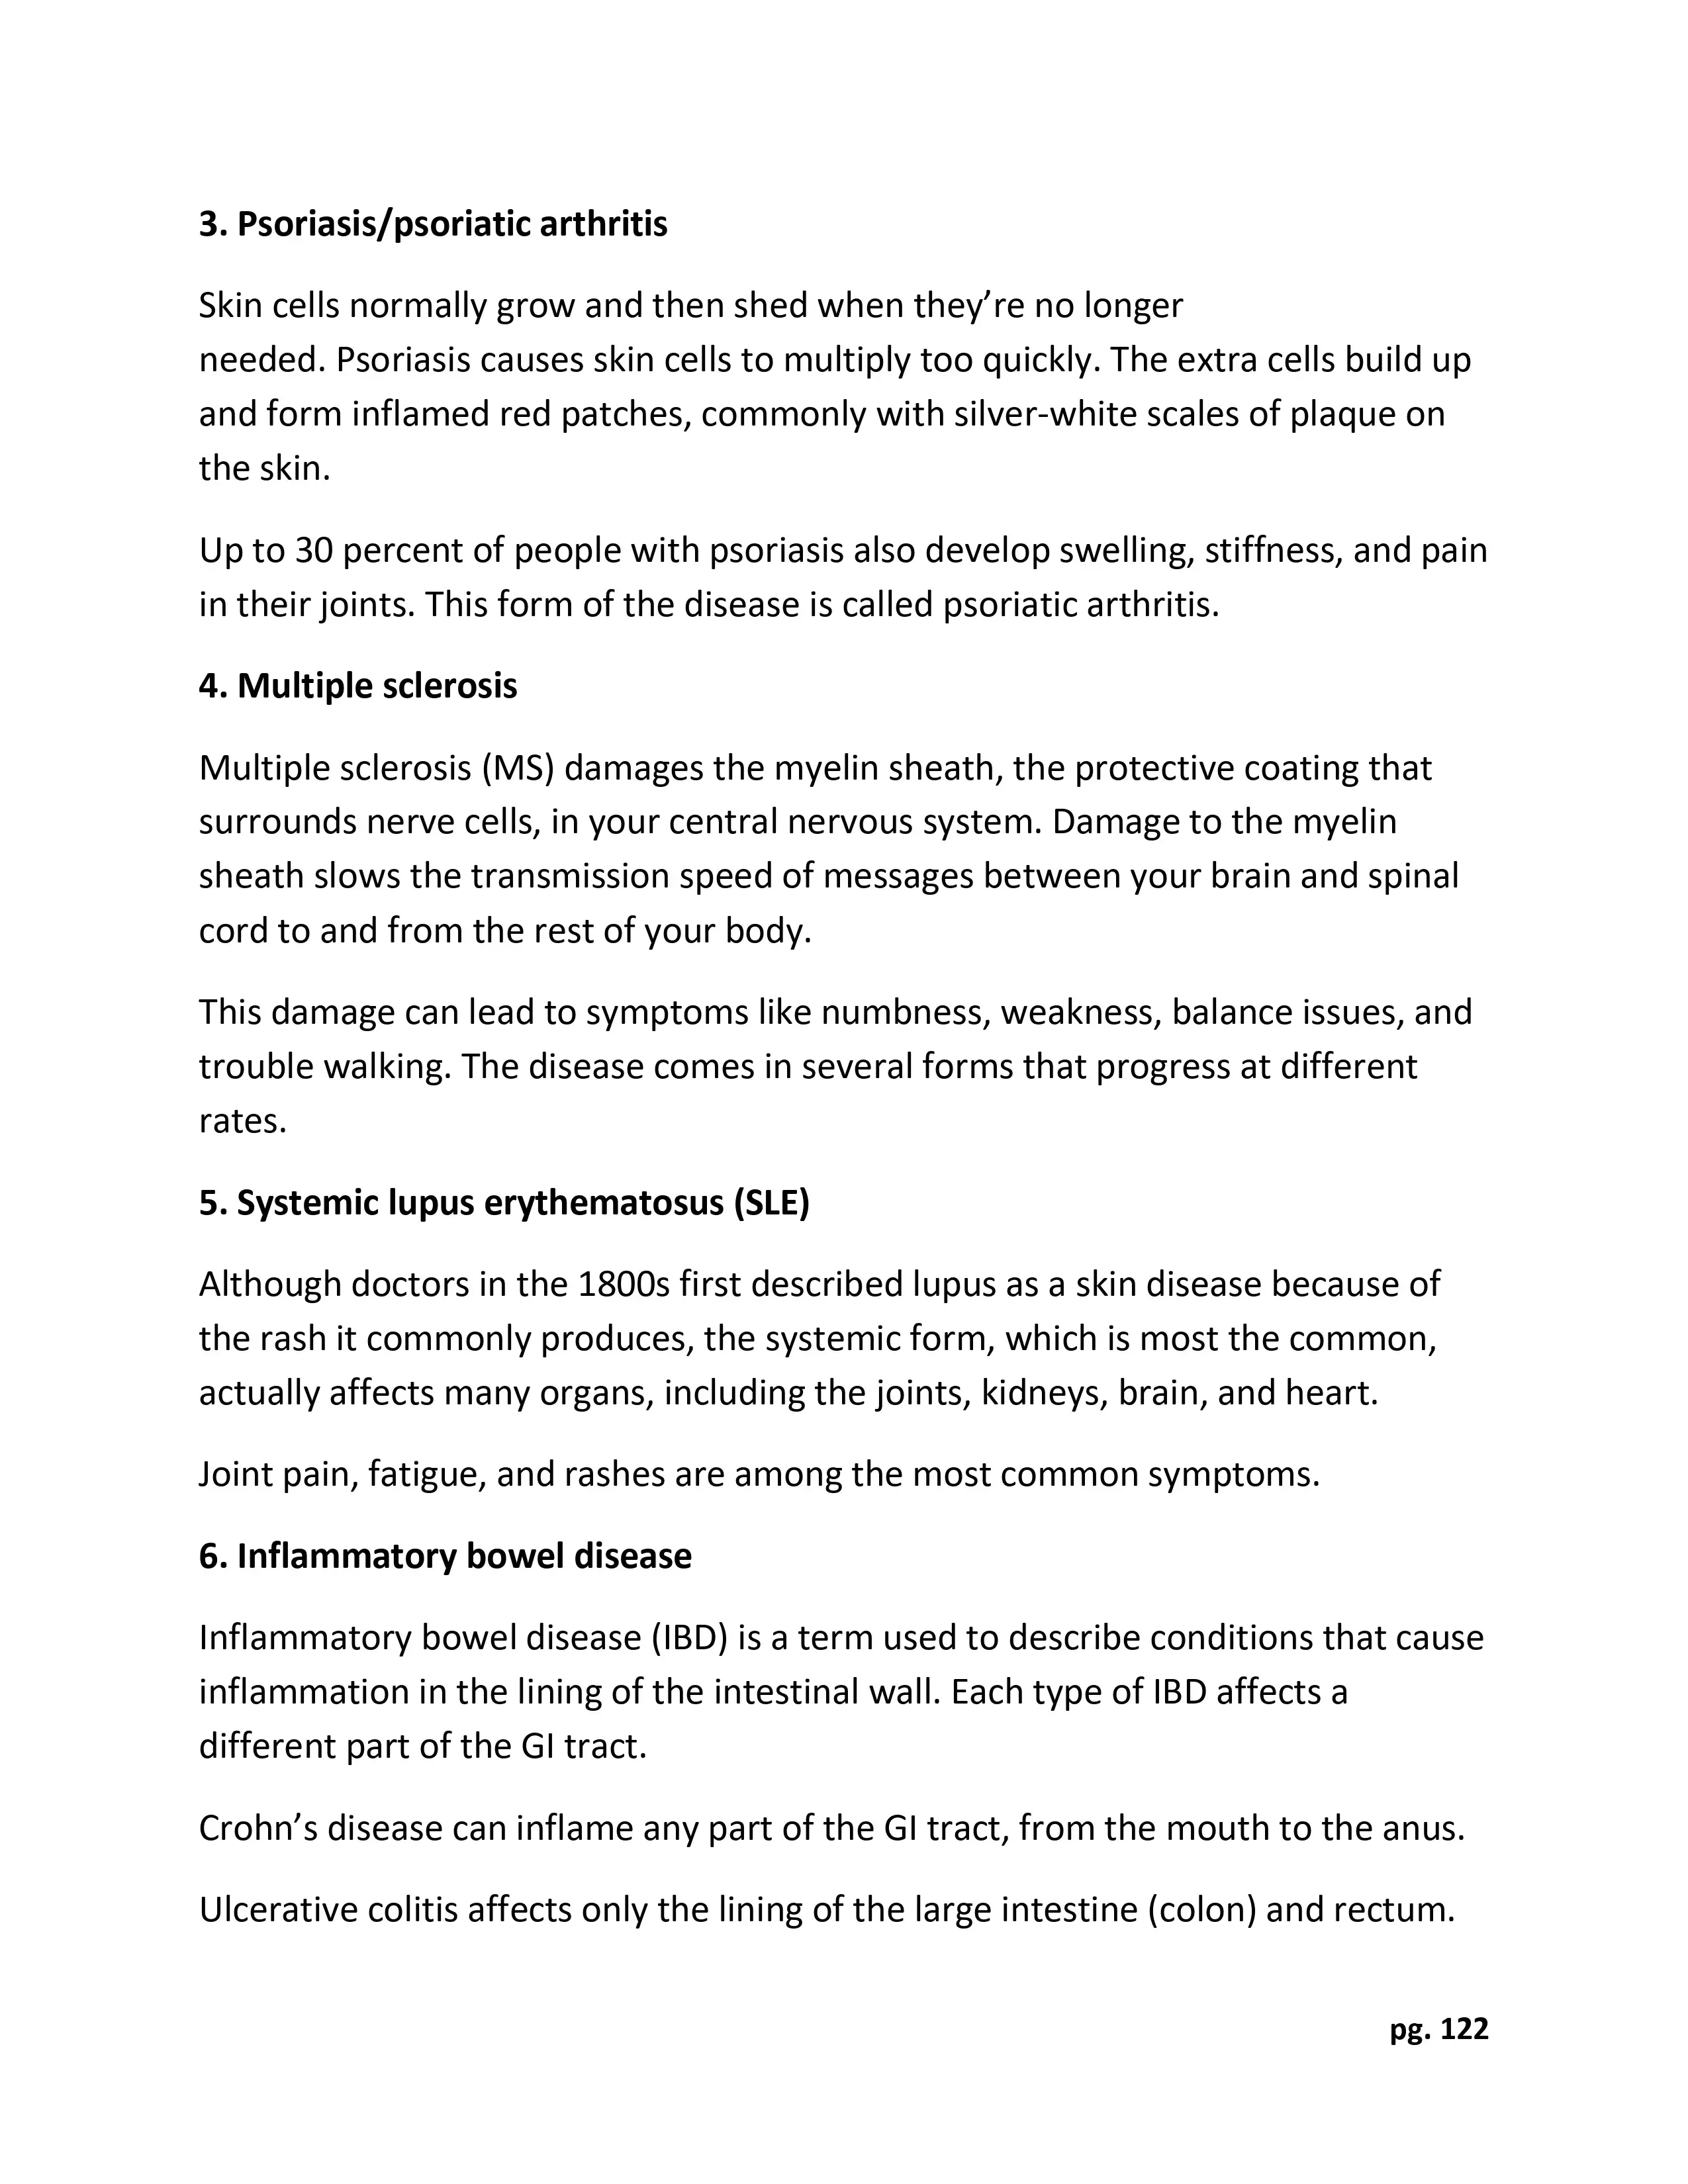 3. Psoriasis/psoriatic arthritis
Skin cells normally grow and then shed when they’re no longer
needed. Psoriasis causes skin cells to multiply too quickly. The extra cells build up
and form inflamed red patches, commonly with silver-white scales of plaque on
the skin.
Up to 30 percent of people with psoriasis also develop swelling, stiffness, and pain
in their joints. This form of the disease is called psoriatic arthritis.
4. Multiple sclerosis
Multiple sclerosis (MS) damages the myelin sheath, the protective coating that
surrounds nerve cells, in your central nervous system. Damage to the myelin
sheath slows the transmission speed of messages between your brain and spinal
cord to and from the rest of your body.
This damage can lead to symptoms like numbness, weakness, balance issues, and
trouble walking. The disease comes in several forms that progress at different
rates.
5. Systemic lupus erythematosus (SLE)
Although doctors in the 1800s first described lupus as a skin disease because of
the rash it commonly produces, the systemic form, which is most the common,
actually affects many organs, including the joints, kidneys, brain, and heart.
Joint pain, fatigue, and rashes are among the most common symptoms.
6. Inflammatory bowel disease
Inflammatory bowel disease (IBD) is a term used to describe conditions that cause
inflammation in the lining of the intestinal wall. Each type of IBD affects a
different part of the GI tract.
Crohn’s disease can inflame any part of the GI tract, from the mouth to the anus.
Ulcerative colitis affects only the lining of the large intestine (colon) and rectum.
pg. 122